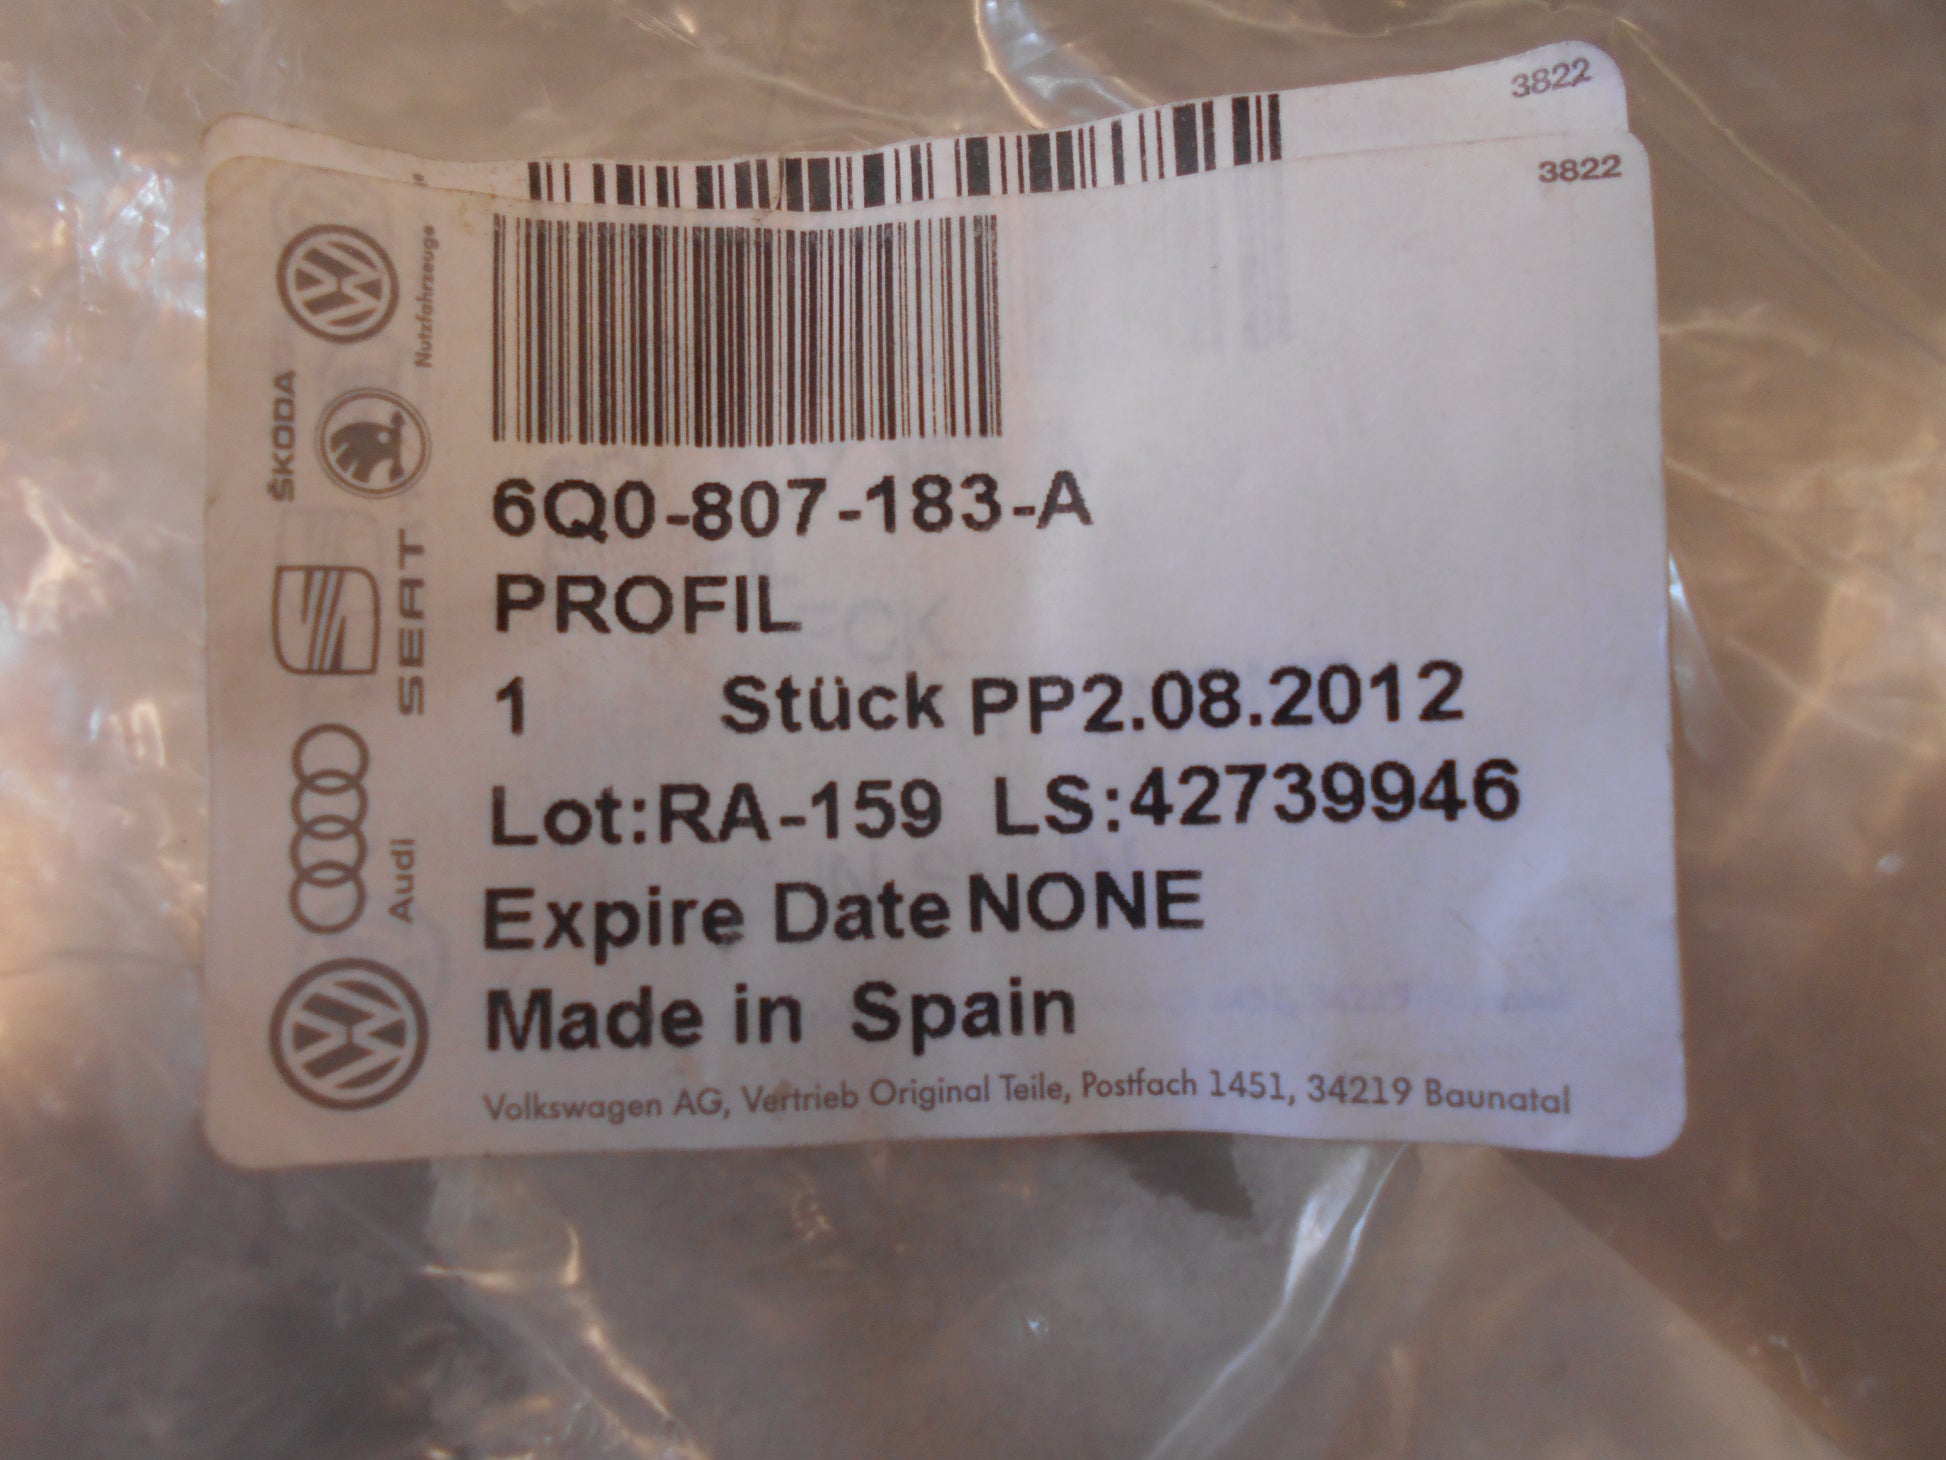 3822
3822
Nutzfahrzeuge
ŠKODA
SEAT
Audi
6Q0-807-183-A
PROFIL
1 Stück PP2.08.2012
Lot:RA-159 LS:42739946
Expire Date NONE
Made in Spain
Volkswagen AG, Vertrieb Original Teile, Postfach 1451, 34219 Baunatal